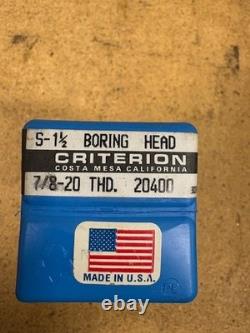 S-1½ BORING HEAD
CRITERION
COSTA MESA CALIFORNIA
7/8-20 THD. 20400
MADE IN U.S.A.